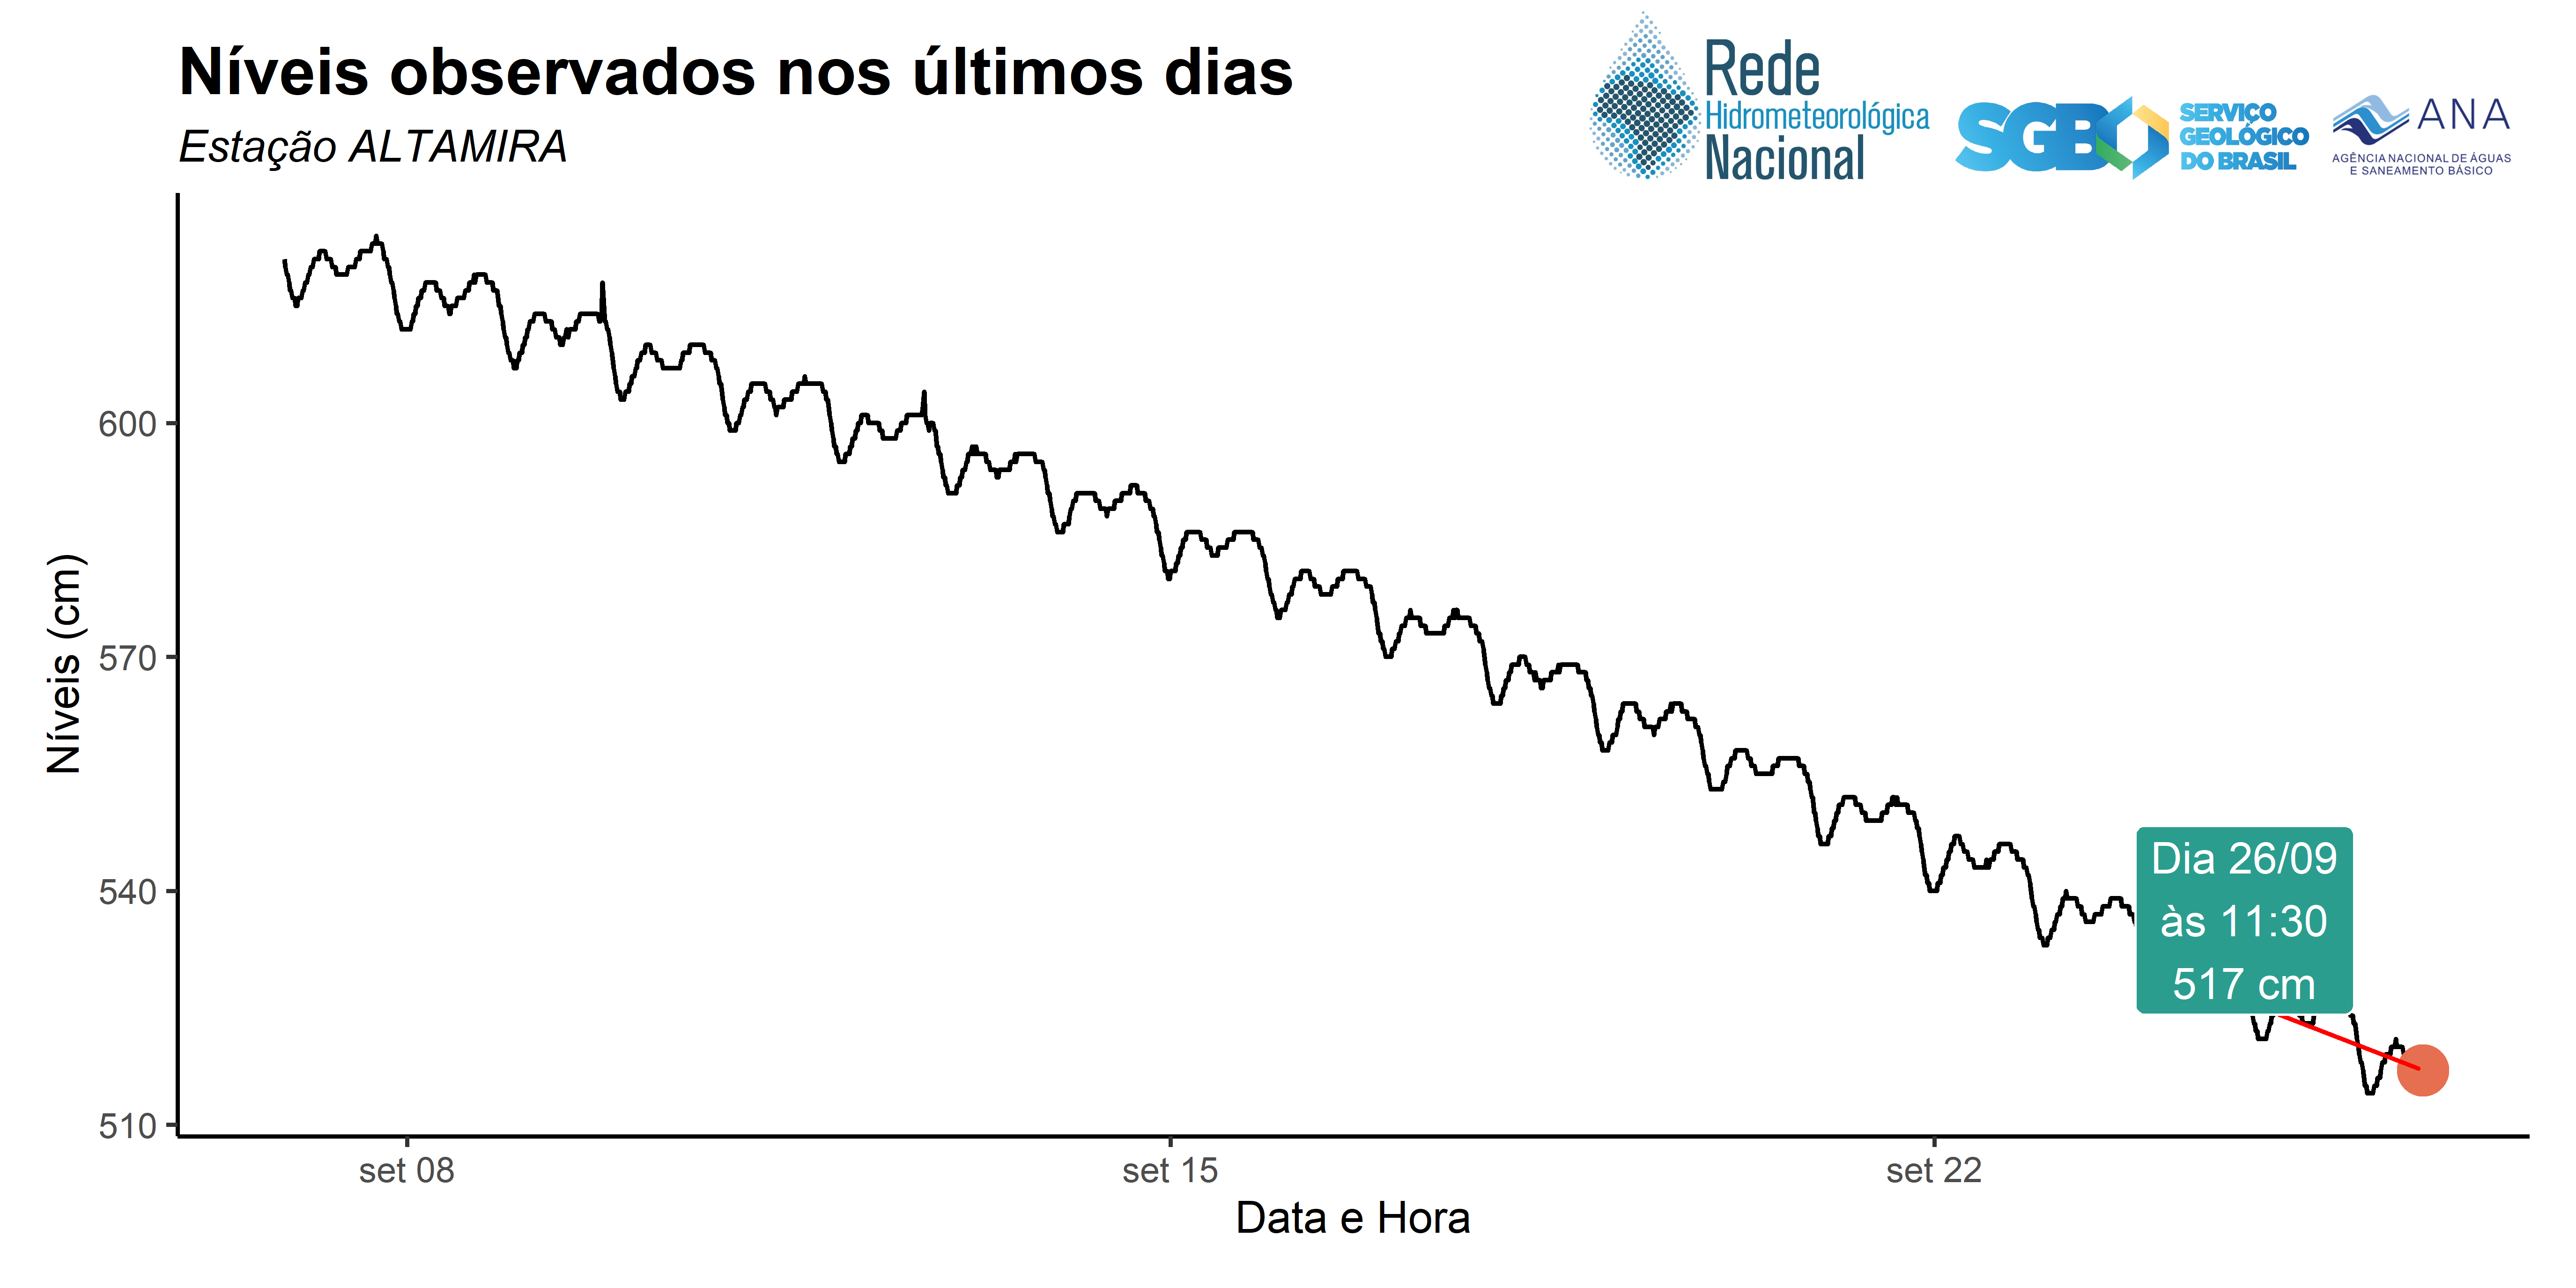 Níveis observados nos últimos dias
Estação ALTAMIRA
Rede
Hidrometeorológica
Nacional
SGB
SERVIÇO
GEOLÓGICO
DO BRASIL
ANA
AGÊNCIA NACIONAL DE ÁGUAS
E SANEAMENTO BÁSICO
Níveis (cm)
600
570
540
510
Dia 26/09
às 11:30
517 cm
set 08
set 15
set 22
Data e Hora